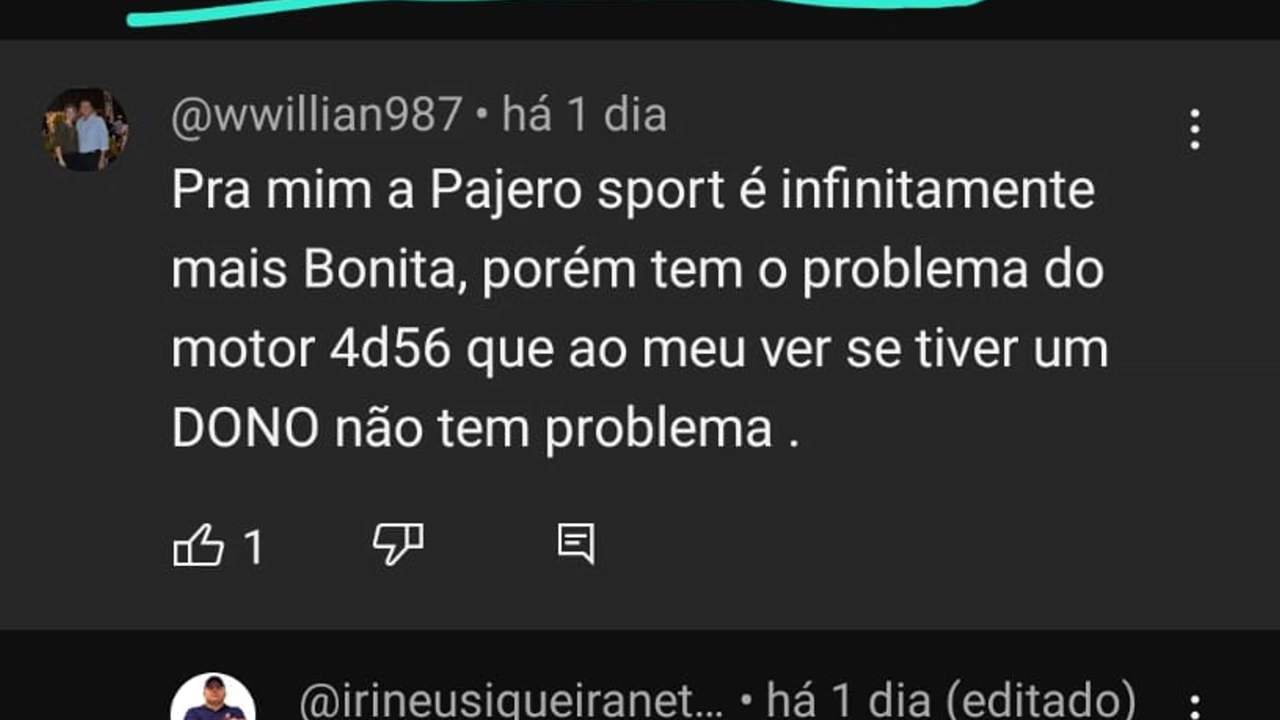 @wwillian987 • há 1 dia
Pra mim a Pajero sport é infinitamente
mais Bonita, porém tem o problema do
motor 4d56 que ao meu ver se tiver um
DONO não tem problema .
1
@irineusiqueiranet... • há 1 dia (editado)